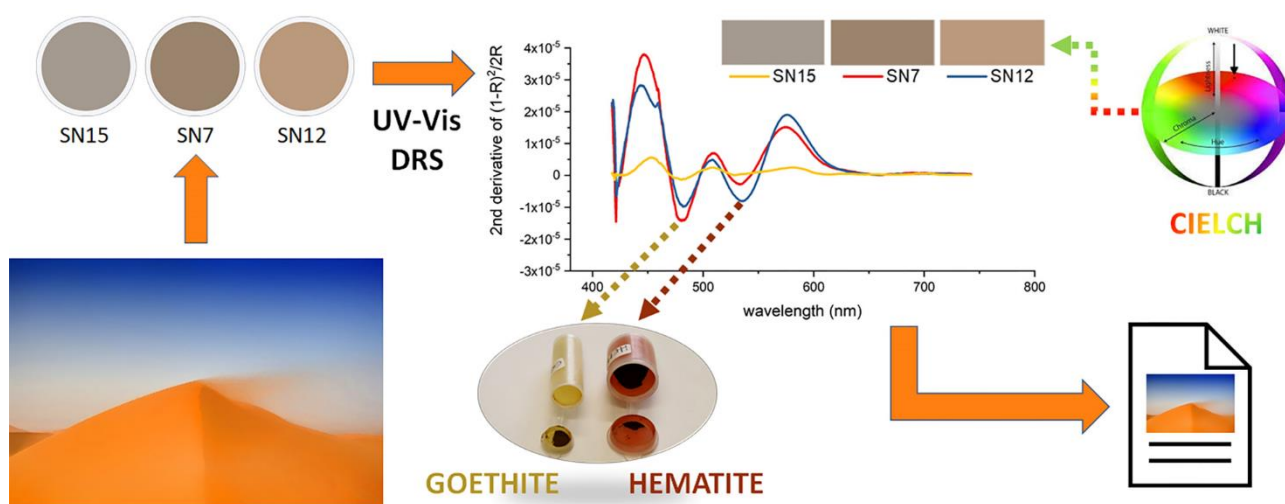 SN15
SN7
SN12
UV-Vis
DRS
2nd derivative of (1-R)²/2R
4x10⁻⁵
3x10⁻⁵
2x10⁻⁵
1x10⁻⁵
0
-1x10⁻⁵
-2x10⁻⁵
-3x10⁻⁵
400
500
600
700
800
wavelength (nm)
SN15
SN7
SN12
WHITE
Lightness
Chroma
Hue
BLACK
CIELCH
GOETHITE
HEMATITE